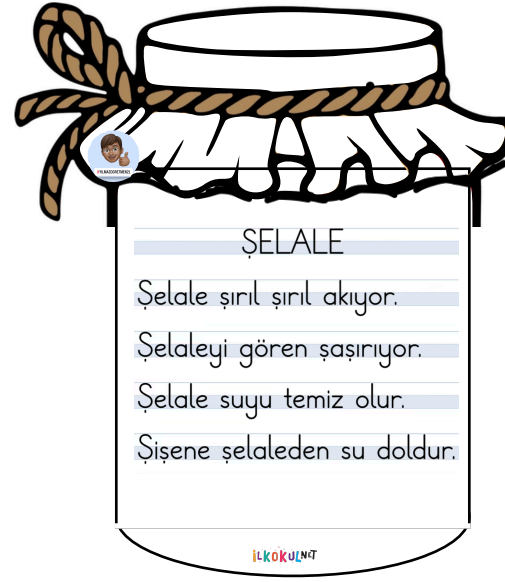 ŞELALE
Şelale şırıl şırıl akıyor.
Şelaleyi gören şaşırıyor.
Şelale suyu temiz olur.
Şişene şelaleden su doldur.
İLKOKULNET